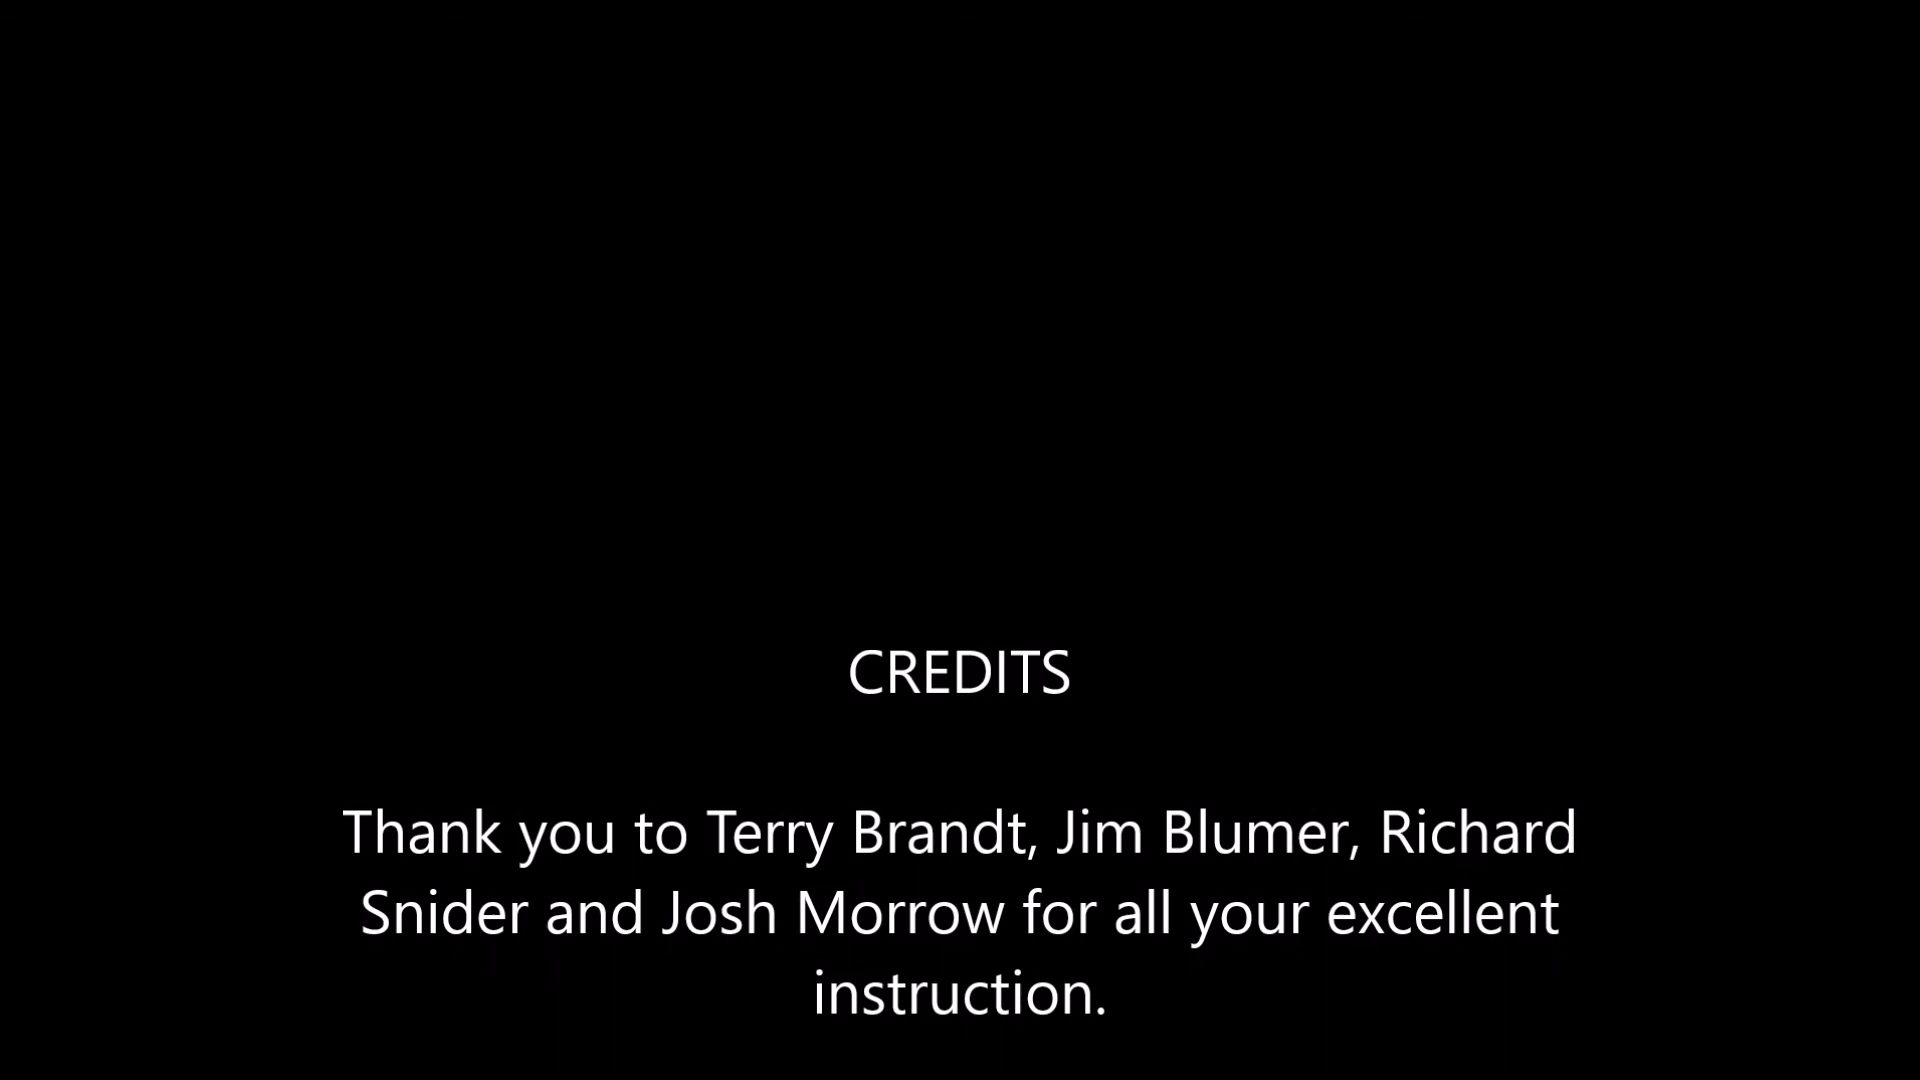 CREDITS
Thank you to Terry Brandt, Jim Blumer, Richard
Snider and Josh Morrow for all your excellent
instruction.